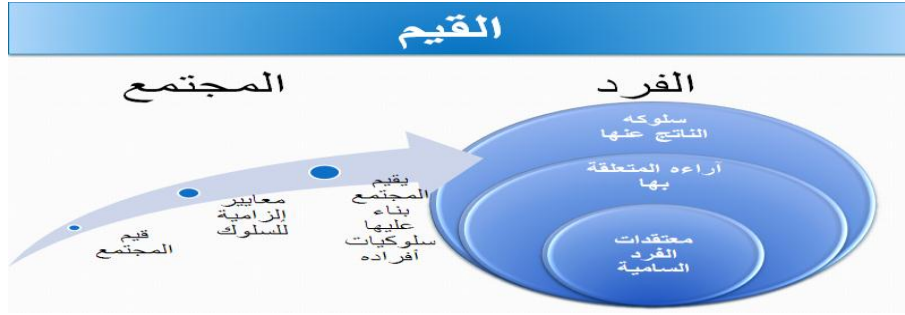 القيم
الفرد
المجتمع
سلوكه
الناتج عنها
آراءه المتعلقة
بها
معتقدات
الفرد
السامية
يقيم
المجتمع
بناء
عليها
سلوكيات
أفراده
معايير
إلزامية
للسلوك
قيم
المجتمع